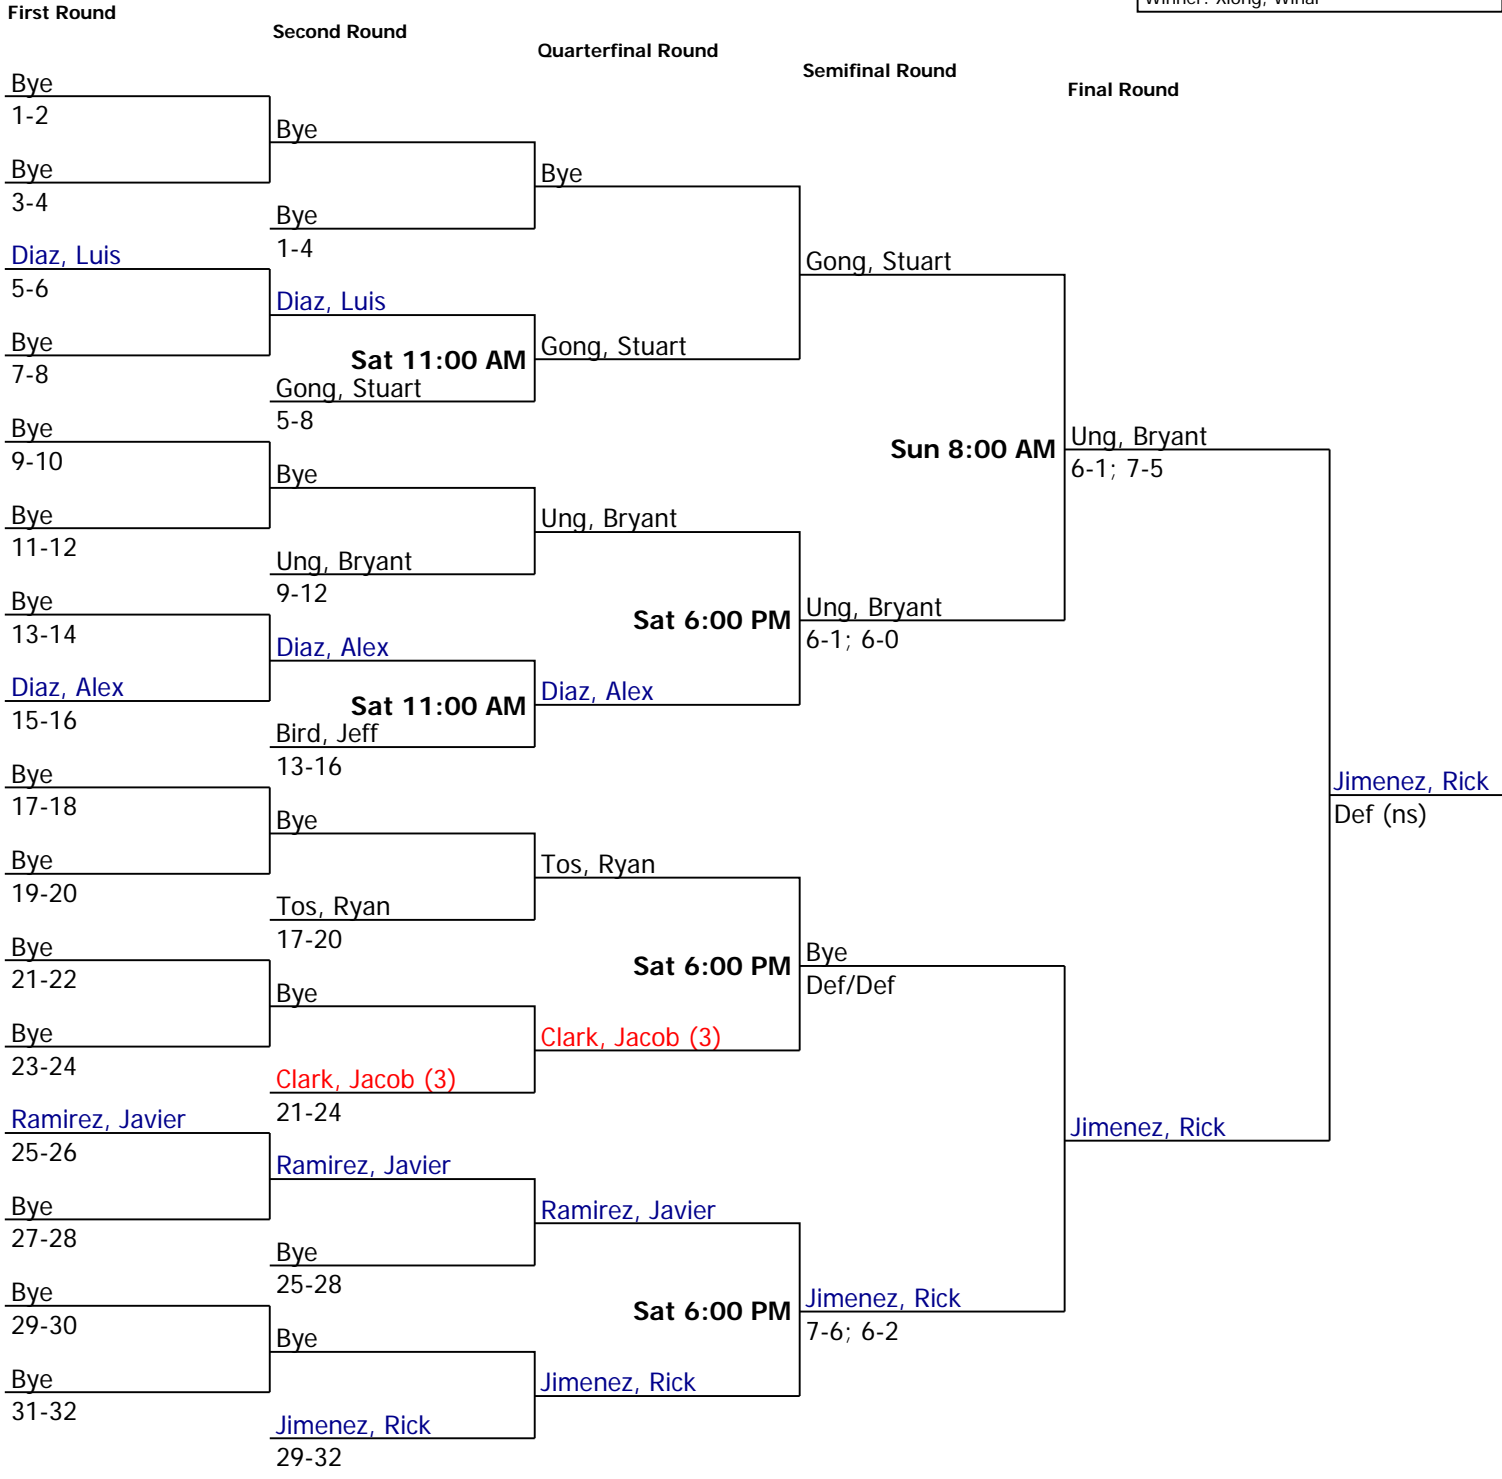 Winner: Xiong, Winai
First Round
Second Round
Quarterfinal Round
Semifinal Round
Final Round
Bye
1-2
Bye
3-4
Diaz, Luis
5-6
Bye
7-8
Bye
9-10
Bye
11-12
Bye
13-14
Diaz, Alex
15-16
Bye
17-18
Bye
19-20
Bye
21-22
Bye
23-24
Ramirez, Javier
25-26
Bye
27-28
Bye
29-30
Bye
31-32
Bye
Bye
1-4
Diaz, Luis
Sat 11:00 AM
Gong, Stuart
5-8
Bye
Ung, Bryant
9-12
Diaz, Alex
Sat 11:00 AM
Bird, Jeff
13-16
Bye
Tos, Ryan
17-20
Bye
Clark, Jacob (3)
21-24
Ramirez, Javier
Bye
25-28
Bye
Jimenez, Rick
29-32
Bye
Gong, Stuart
Ung, Bryant
Sat 6:00 PM
Diaz, Alex
Tos, Ryan
Sat 6:00 PM
Clark, Jacob (3)
Ramirez, Javier
Sat 6:00 PM
Jimenez, Rick
Gong, Stuart
Sun 8:00 AM
Ung, Bryant
6-1; 6-0
Bye
Def/Def
Jimenez, Rick
7-6; 6-2
Ung, Bryant
6-1; 7-5
Jimenez, Rick
Jimenez, Rick
Def (ns)